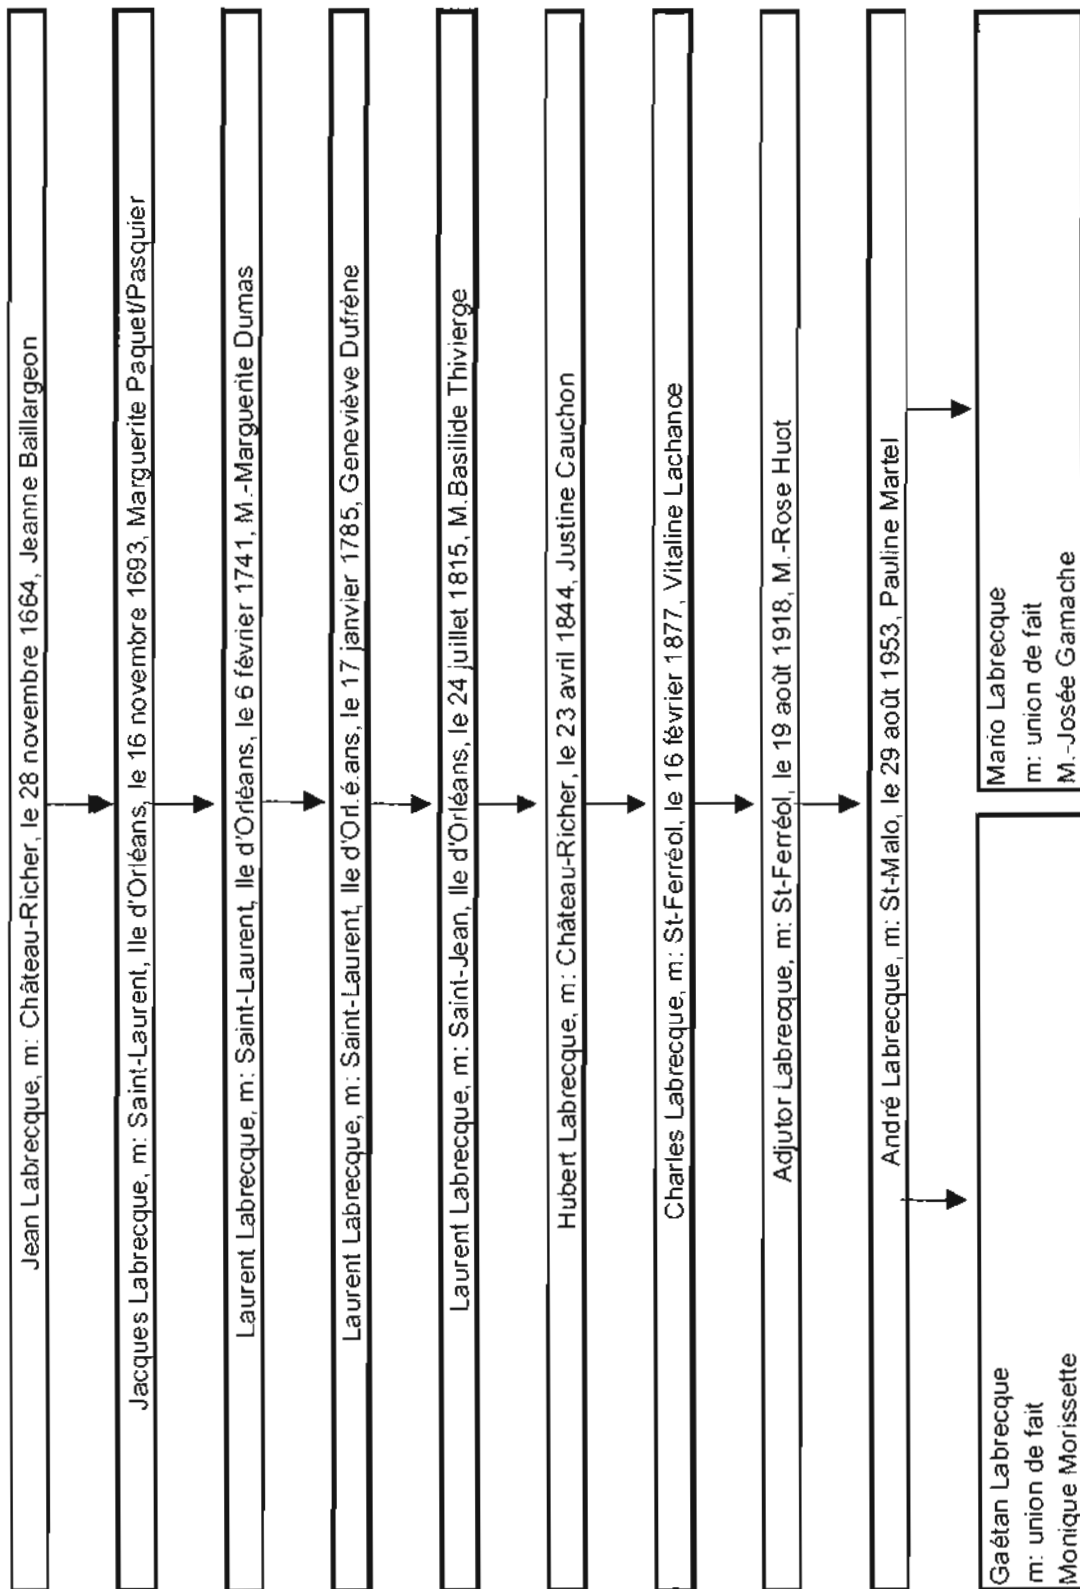 Jean Labrecque, m: Château-Richer, le 28 novembre 1664, Jeanne Baillargeon
Jacques Labrecque, m: Saint-Laurent, Ile d'Orléans, le 16 novembre 1693, Marguerite Paquet/Pasquier
Laurent Labrecque, m: Saint-Laurent, Ile d'Orléans, le 6 février 1741, M.-Marguerite Dumas
Laurent Labrecque, m: Saint-Laurent, Ile d'Orl.é.ans, le 17 janvier 1785, Geneviève Dufrène
Laurent Labrecque, m: Saint-Jean, Ile d'Orléans, le 24 juillet 1815, M.Basilide Thivierge
Hubert Labrecque, m: Château-Richer, le 23 avril 1844, Justine Cauchon
Charles Labrecque, m: St-Ferréol, le 16 février 1877, Vitaline Lachance
Adjutor Labrecque, m: St-Ferréol, le 19 août 1918, M.-Rose Huot
André Labrecque, m: St-Malo, le 29 août 1953, Pauline Martel
Gaétan Labrecque
m: union de fait
Monique Morissette
Mario Labrecque
m: union de fait
M.-Josée Gamache